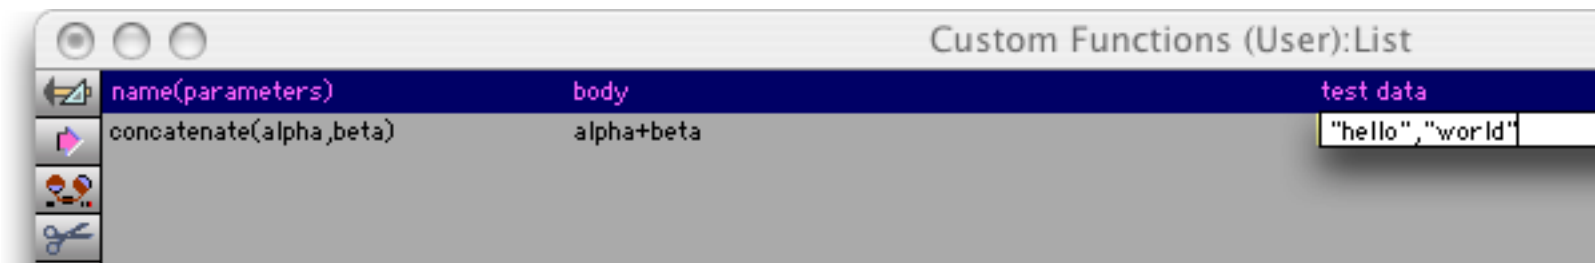 Custom Functions (User):List
name(parameters) body test data
concatenate(alpha,beta) alpha+beta "hello","world"